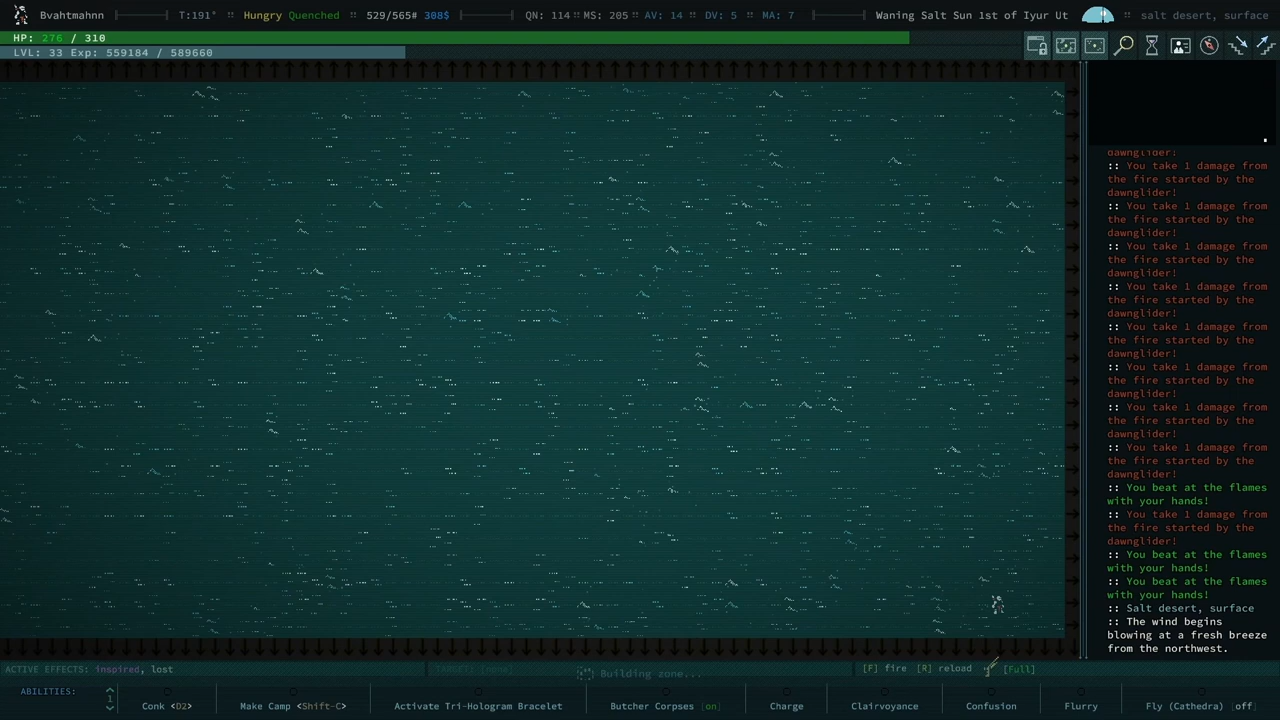 Bvahtmahnn T:191° :: Hungry Quenched :: 529/565# 308$ QN: 114 :: MS: 205 :: AV: 14 :: DV: 5 :: MA: 7 Waning Salt Sun 1st of Iyur Ut :: salt desert, surface
HP: 276 / 310
LVL: 33 Exp: 559184 / 589660
dawnglider!
:: You take 1 damage from
the fire started by the
dawnglider!
:: You take 1 damage from
the fire started by the
dawnglider!
:: You take 1 damage from
the fire started by the
dawnglider!
:: You take 1 damage from
the fire started by the
dawnglider!
:: You take 1 damage from
the fire started by the
dawnglider!
:: You take 1 damage from
the fire started by the
dawnglider!
:: You take 1 damage from
the fire started by the
dawnglider!
:: You take 1 damage from
the fire started by the
dawnglider!
:: You beat at the flames
with your hands!
:: You take 1 damage from
the fire started by the
dawnglider!
:: You beat at the flames
with your hands!
:: You beat at the flames
with your hands!
:: Salt desert, surface
:: The wind begins
blowing at a fresh breeze
from the northwest.
ACTIVE EFFECTS: inspired, lost TARGET: [none] Building zone... [F] fire [R] reload [Full]
ABILITIES: 1 Conk <D2> Make Camp <Shift-C> Activate Tri-Hologram Bracelet Butcher Corpses [on] Charge Clairvoyance Confusion Flurry Fly (Cathedra) [off]